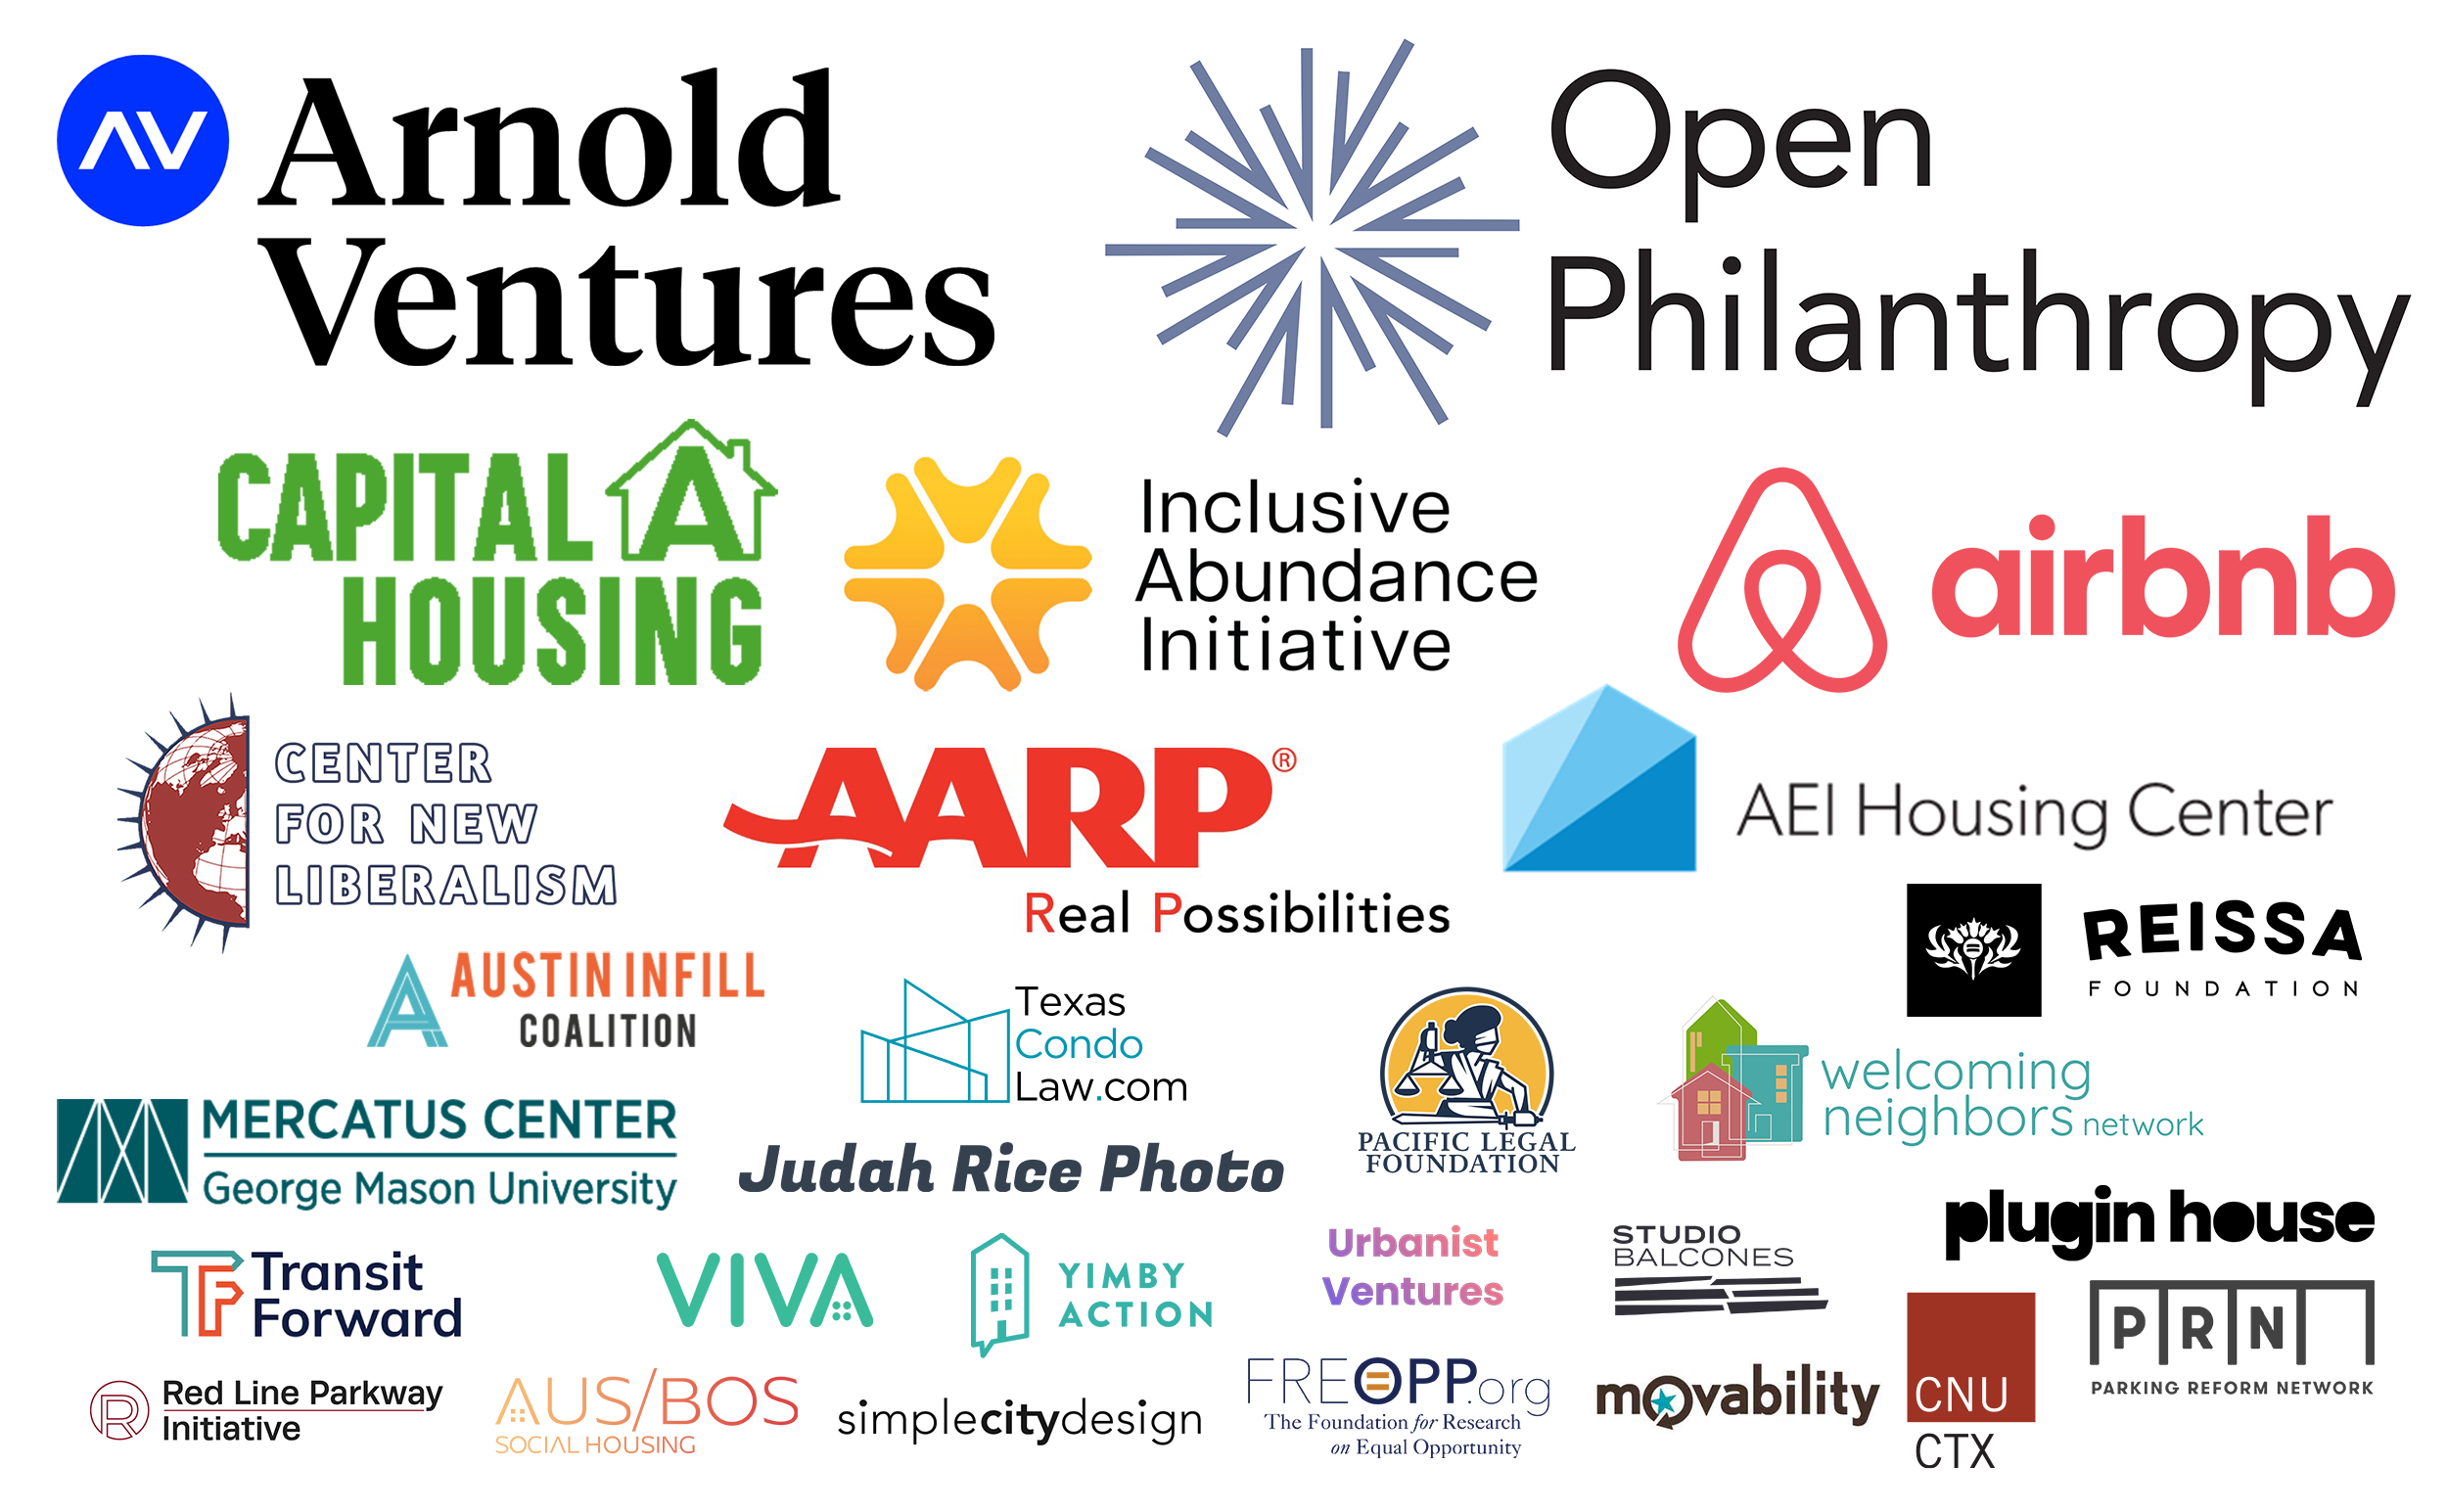 AV
Arnold
Ventures
Open
Philanthropy
CAPITAL A
HOUSING
Inclusive
Abundance
Initiative
airbnb
CENTER
FOR NEW
LIBERALISM
AARP®
Real Possibilities
AEI Housing Center
REISSA
FOUNDATION
AUSTIN INFILL
COALITION
Texas
Condo
Law.com
PACIFIC LEGAL
FOUNDATION
welcoming
neighbors network
MERCATUS CENTER
George Mason University
Judah Rice Photo
plugin house
TF
Transit
Forward
VIVA
YIMBY
ACTION
Urbanist
Ventures
STUDIO
BALCONES
PRN
PARKING REFORM NETWORK
R
Red Line Parkway
Initiative
AUS/BOS
SOCIAL HOUSING
simplecitydesign
FREOPP.org
The Foundation for Research
on Equal Opportunity
movability
CNU
CTX